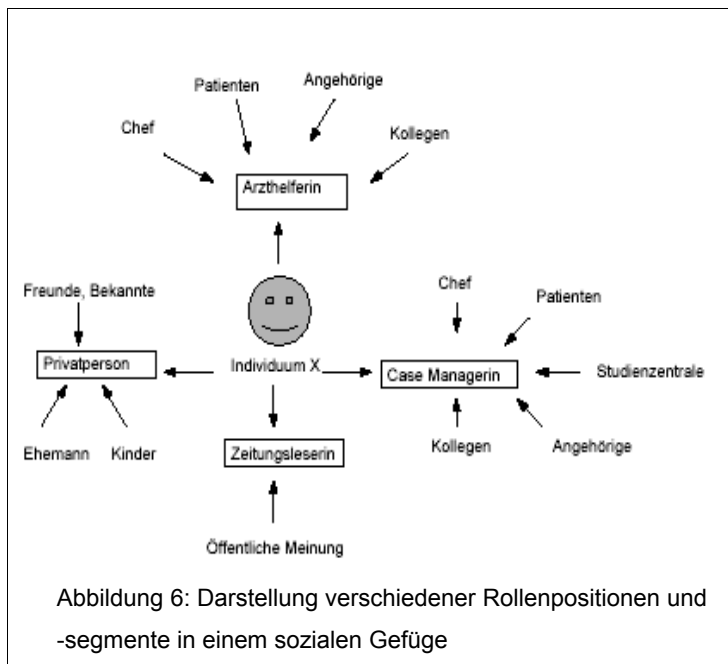 Angehörige
Patienten
Chef
Kollegen
Arzthelferin
Freunde, Bekannte
Chef
Patienten
Privatperson
Individuum X
Case Managerin
Studienzentrale
Ehemann
Kinder
Zeitungsleserin
Kollegen
Angehörige
Öffentliche Meinung
Abbildung 6: Darstellung verschiedener Rollenpositionen und
-segmente in einem sozialen Gefüge